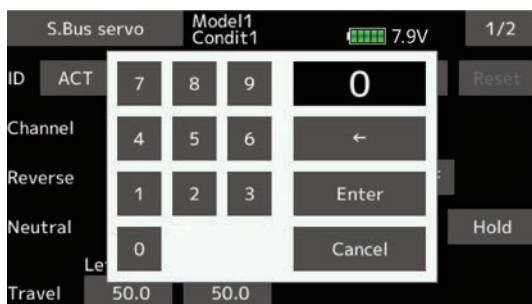 S.Bus servo Model1 Condit1 7.9V 1/2
ID ACT 7 8 9 0 Reset
Channel 4 5 6 ←
Reverse 1 2 3 Enter
Neutral 0 Cancel Hold
Travel 50.0 50.0